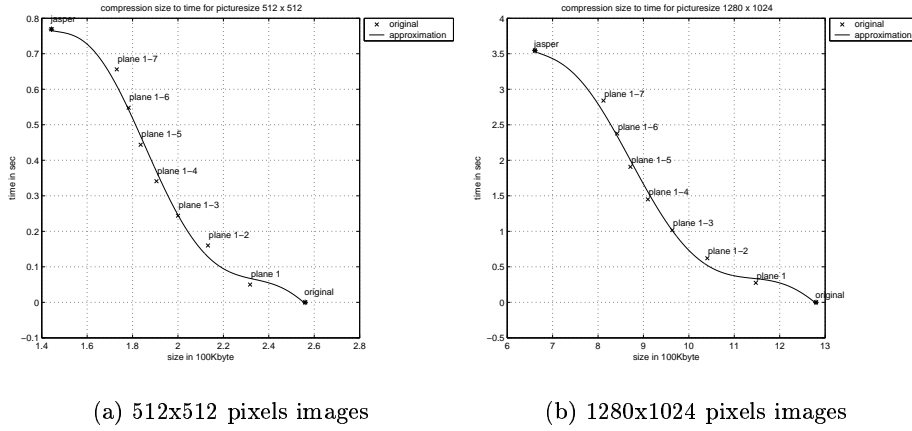 compression size to time for picturesize 512 x 512
original
approximation
time in sec
0.8
0.7
0.6
0.5
0.4
0.3
0.2
0.1
0
−0.1
jasper
plane 1−7
plane 1−6
plane 1−5
plane 1−4
plane 1−3
plane 1−2
plane 1
original
1.4 1.6 1.8 2 2.2 2.4 2.6 2.8
size in 100Kbyte
(a) 512x512 pixels images
compression size to time for picturesize 1280 x 1024
original
approximation
time in sec
4
3.5
3
2.5
2
1.5
1
0.5
0
−0.5
jasper
plane 1−7
plane 1−6
plane 1−5
plane 1−4
plane 1−3
plane 1−2
plane 1
original
6 7 8 9 10 11 12 13
size in 100Kbyte
(b) 1280x1024 pixels images